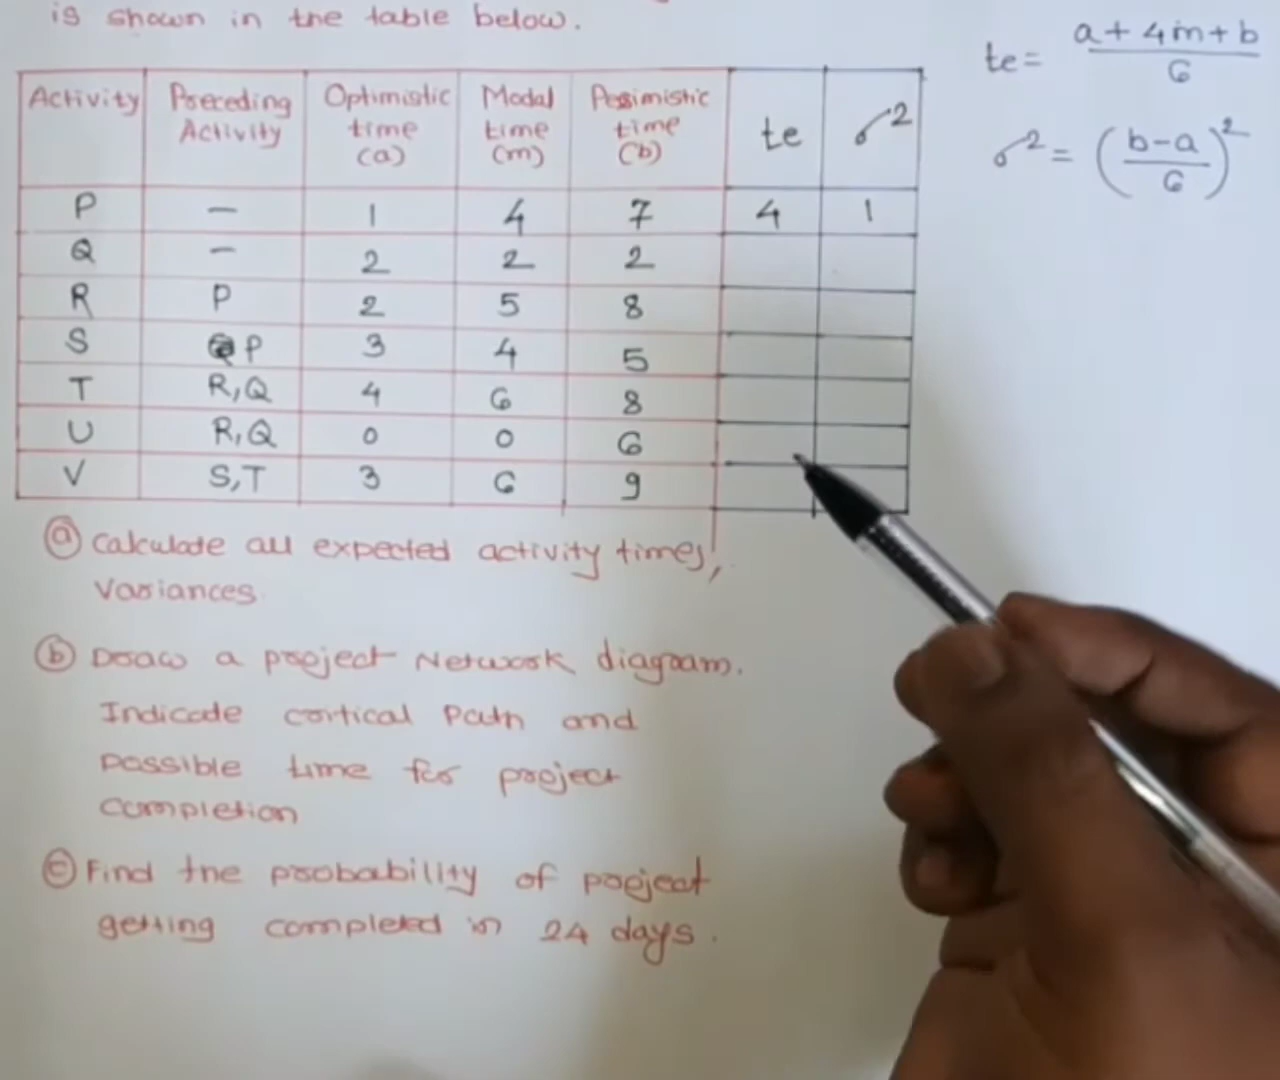 is shown in the table below.
te = a + 4m + b / 6
σ² = (b-a / 6)²
Activity Preceding Activity Optimistic time (a) Modal time (m) Pessimistic time (b) te σ²
P — 1 4 7 4 1
Q — 2 2 2
R P 2 5 8
S P 3 4 5
T R,Q 4 6 8
U R,Q 0 0 6
V S,T 3 6 9
(a) Calculate all expected activity times,
Variances.
(b) Draw a project Network diagram.
Indicate cortical Path and
possible time for project
completion
(c) Find the probability of project
getting completed in 24 days.